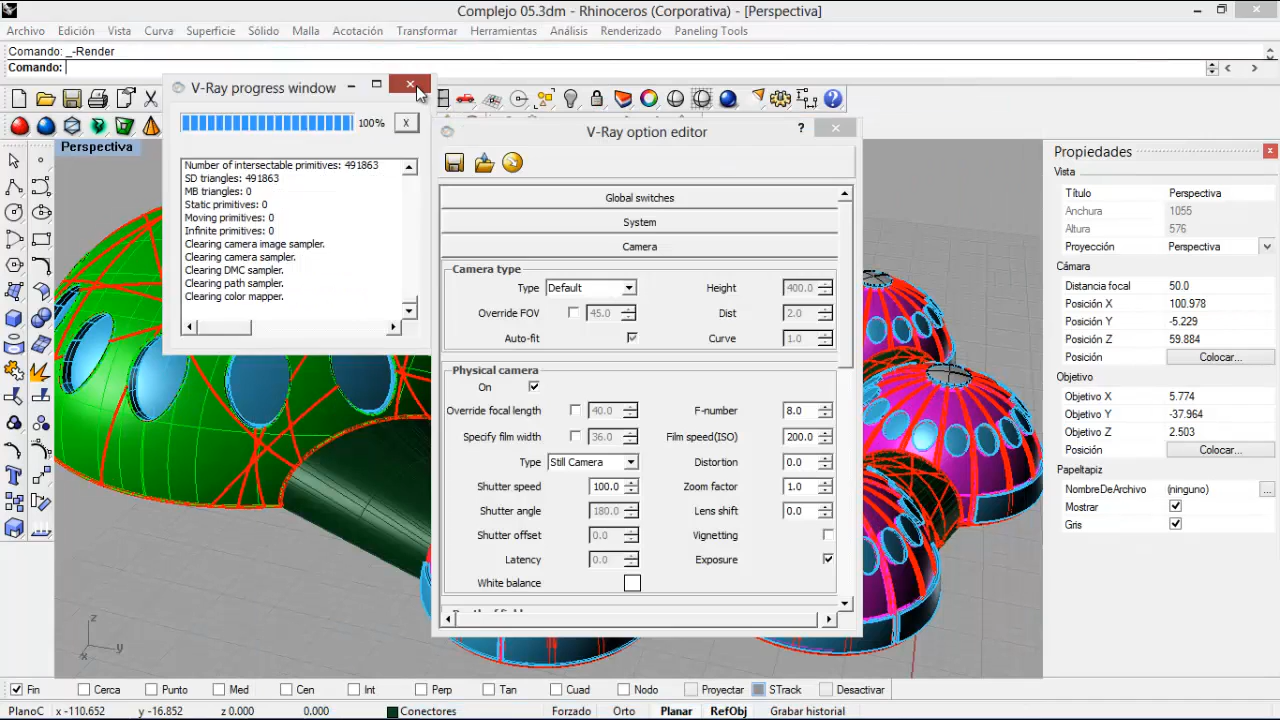 Complejo 05.3dm - Rhinoceros (Corporativa) - [Perspectiva]
Archivo Edición Vista Curva Superficie Sólido Malla Acotación Transformar Herramientas Análisis Renderizado Paneling Tools
Comando: _-Render
Comando:
V-Ray progress window
100%
X
Number of intersectable primitives: 491863
SD triangles: 491863
MB triangles: 0
Static primitives: 0
Moving primitives: 0
Infinite primitives: 0
Clearing camera image sampler.
Clearing camera sampler.
Clearing DMC sampler.
Clearing path sampler.
Clearing color mapper.
Perspectiva
V-Ray option editor
?
Global switches
System
Camera
Camera type
Type Default Height 400.0
Override FOV 45.0 Dist 2.0
Auto-fit Curve 1.0
Physical camera
On
Override focal length 40.0 F-number 8.0
Specify film width 36.0 Film speed(ISO) 200.0
Type Still Camera Distortion 0.0
Shutter speed 100.0 Zoom factor 1.0
Shutter angle 180.0 Lens shift 0.0
Shutter offset 0.0 Vignetting
Latency 0.0 Exposure
White balance
Propiedades
Vista
Título Perspectiva
Anchura 1055
Altura 576
Proyección Perspectiva
Cámara
Distancia focal 50.0
Posición X 100.978
Posición Y -5.229
Posición Z 59.884
Posición Colocar...
Objetivo
Objetivo X 5.774
Objetivo Y -37.964
Objetivo Z 2.503
Posición Colocar...
Papeltapiz
NombreDeArchivo (ninguno) ...
Mostrar
Gris
z
y
x
Fin Cerca Punto Med Cen Int Perp Tan Cuad Nodo Proyectar STrack Desactivar
PlanoC x -110.652 y -16.852 z 0.000 0.000 Conectores Forzado Orto Planar RefObj Grabar historial